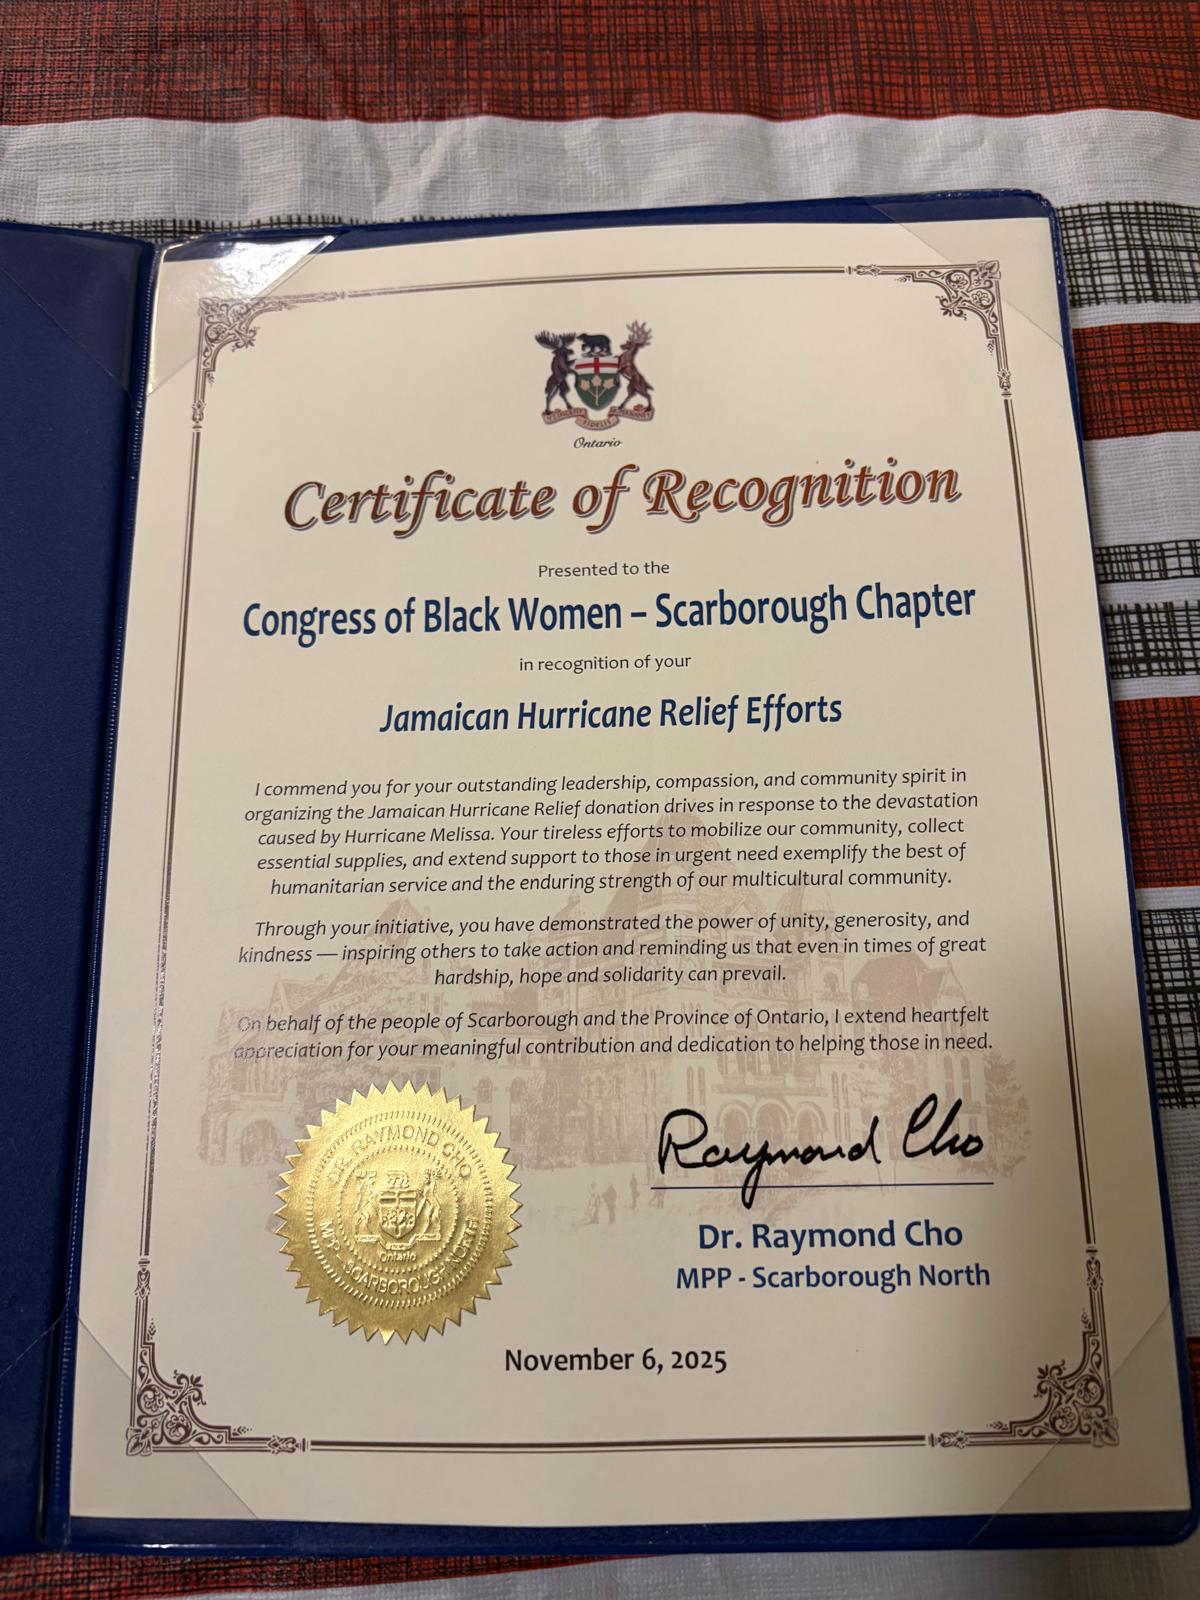 Ontario
Certificate of Recognition
Presented to the
Congress of Black Women – Scarborough Chapter
in recognition of your
Jamaican Hurricane Relief Efforts
I commend you for your outstanding leadership, compassion, and community spirit in
organizing the Jamaican Hurricane Relief donation drives in response to the devastation
caused by Hurricane Melissa. Your tireless efforts to mobilize our community, collect
essential supplies, and extend support to those in urgent need exemplify the best of
humanitarian service and the enduring strength of our multicultural community.
Through your initiative, you have demonstrated the power of unity, generosity, and
kindness — inspiring others to take action and reminding us that even in times of great
hardship, hope and solidarity can prevail.
On behalf of the people of Scarborough and the Province of Ontario, I extend heartfelt
appreciation for your meaningful contribution and dedication to helping those in need.
DR. RAYMOND CHO
Ontario
MPP - SCARBOROUGH NORTH
Raymond Cho
Dr. Raymond Cho
MPP - Scarborough North
November 6, 2025